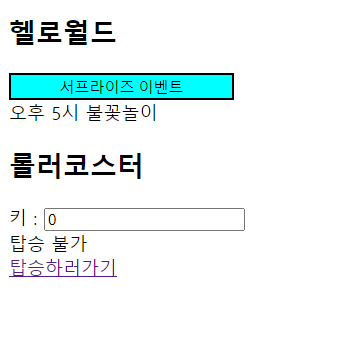 헬로월드
서프라이즈 이벤트
오후 5시 불꽃놀이
롤러코스터
키 : 0
탑승 불가
탑승하러가기